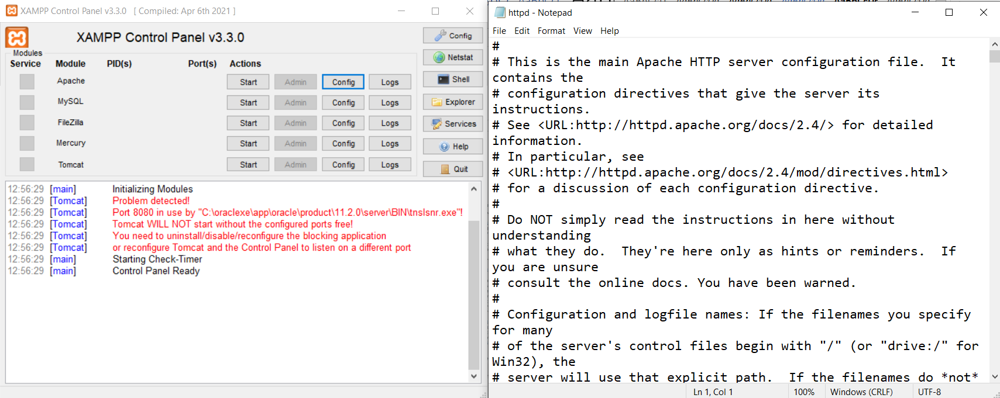 XAMPP Control Panel v3.3.0 [ Compiled: Apr 6th 2021 ]
XAMPP Control Panel v3.3.0
Config
Modules
Service Module PID(s) Port(s) Actions
Netstat
Apache Start Admin Config Logs
Shell
MySQL Start Admin Config Logs
Explorer
FileZilla Start Admin Config Logs
Services
Mercury Start Admin Config Logs
Help
Tomcat Start Admin Config Logs
Quit
12:56:29 [main] Initializing Modules
12:56:29 [Tomcat] Problem detected!
12:56:29 [Tomcat] Port 8080 in use by "C:\oraclexe\app\oracle\product\11.2.0\server\BIN\tnslsnr.exe"!
12:56:29 [Tomcat] Tomcat WILL NOT start without the configured ports free!
12:56:29 [Tomcat] You need to uninstall/disable/reconfigure the blocking application
12:56:29 [Tomcat] or reconfigure Tomcat and the Control Panel to listen on a different port
12:56:29 [main] Starting Check-Timer
12:56:29 [main] Control Panel Ready
httpd - Notepad
File Edit Format View Help
#
# This is the main Apache HTTP server configuration file.  It
contains the
# configuration directives that give the server its
instructions.
# See <URL:http://httpd.apache.org/docs/2.4/> for detailed
information.
# In particular, see
# <URL:http://httpd.apache.org/docs/2.4/mod/directives.html>
# for a discussion of each configuration directive.
#
# Do NOT simply read the instructions in here without
understanding
# what they do.  They're here only as hints or reminders.  If
you are unsure
# consult the online docs. You have been warned.
#
# Configuration and logfile names: If the filenames you specify
for many
# of the server's control files begin with "/" (or "drive:/" for
Win32), the
# server will use that explicit path.  If the filenames do *not*
Ln 1, Col 1 100% Windows (CRLF) UTF-8